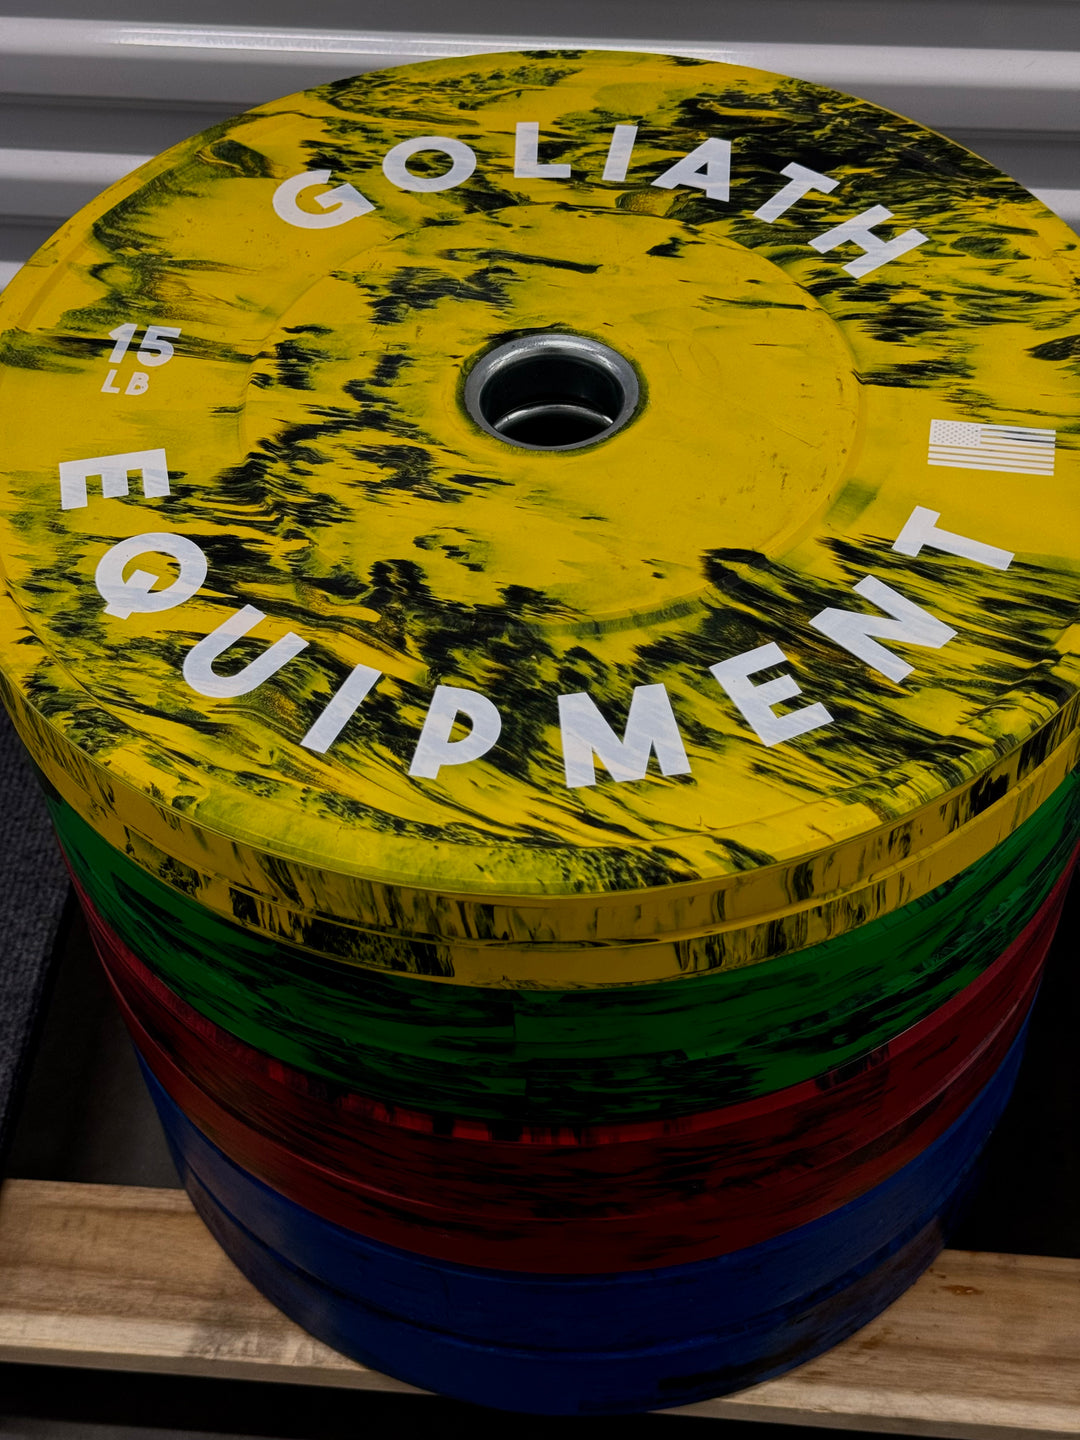 GOLIATH
15
LB
EQUIPMENT